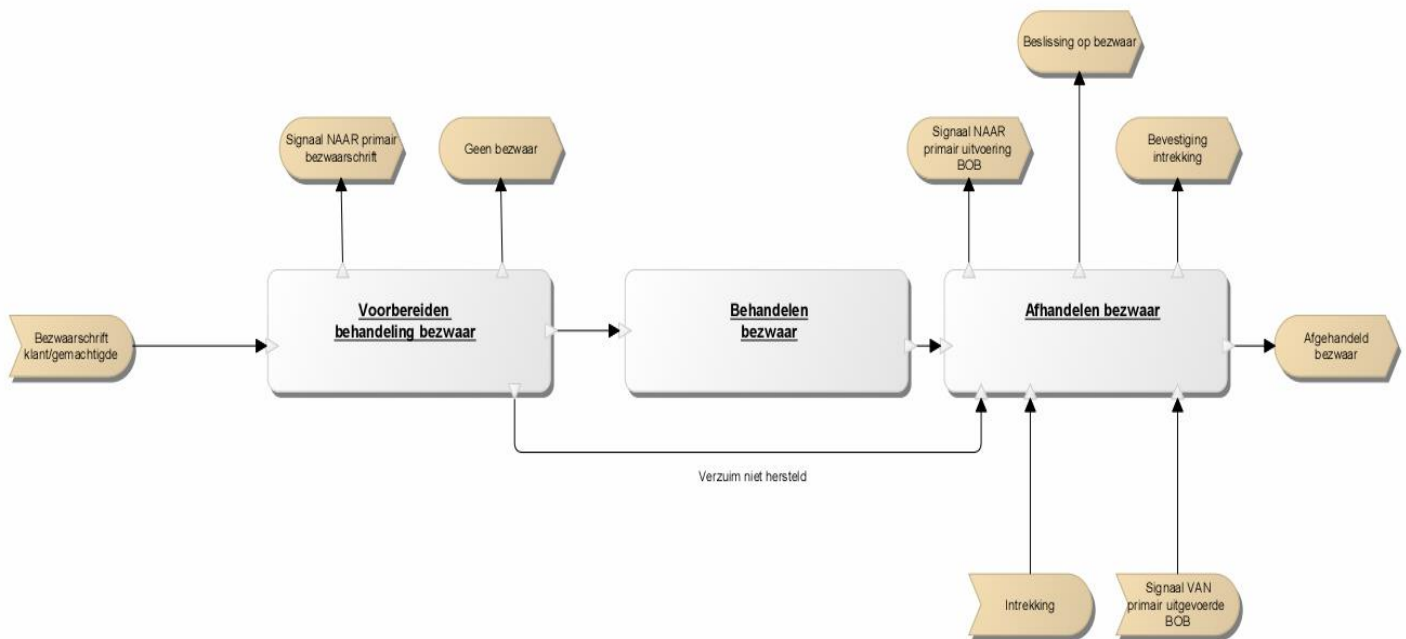 Beslissing op bezwaar
Signaal NAAR primair
bezwaarschrift
Geen bezwaar
Signaal NAAR
primair uitvoering
BOB
Bevestiging
intrekking
Voorbereiden
behandeling bezwaar
Behandelen
bezwaar
Afhandelen bezwaar
Bezwaarschrift
klant/gemachtigde
Afgehandeld
bezwaar
Verzuim niet hersteld
Intrekking
Signaal VAN
primair uitgevoerde
BOB